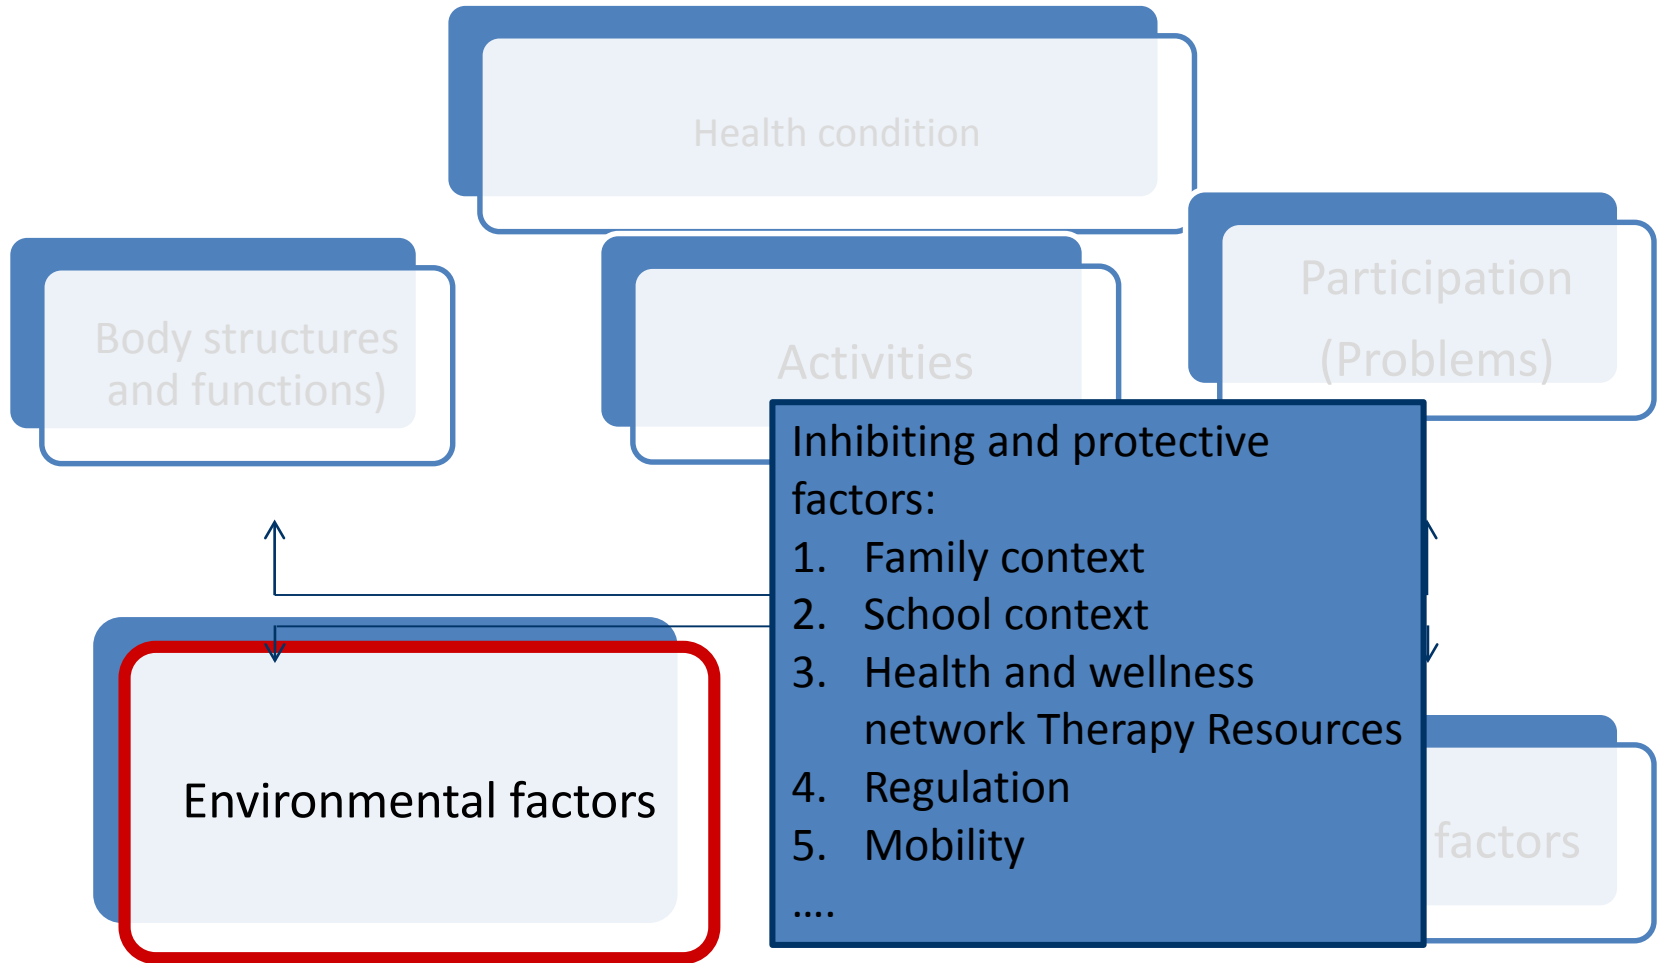 Health condition
Body structures
and functions)
Activities
Participation
(Problems)
Inhibiting and protective
factors:
1. Family context
2. School context
3. Health and wellness
network Therapy Resources
4. Regulation
5. Mobility
....
Environmental factors
factors